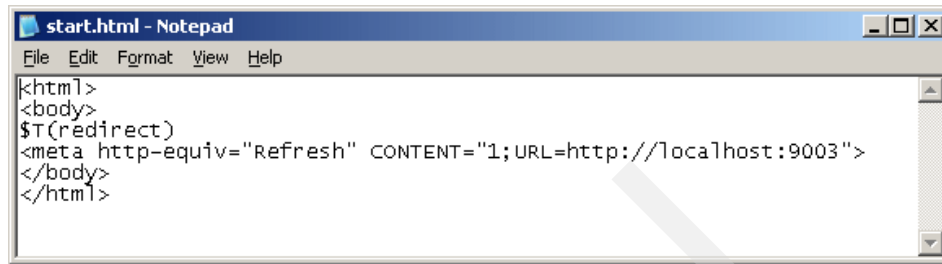 start.html - Notepad
File Edit Format View Help
<html>
<body>
$T(redirect)
<meta http-equiv="Refresh" CONTENT="1;URL=http://localhost:9003">
</body>
</html>